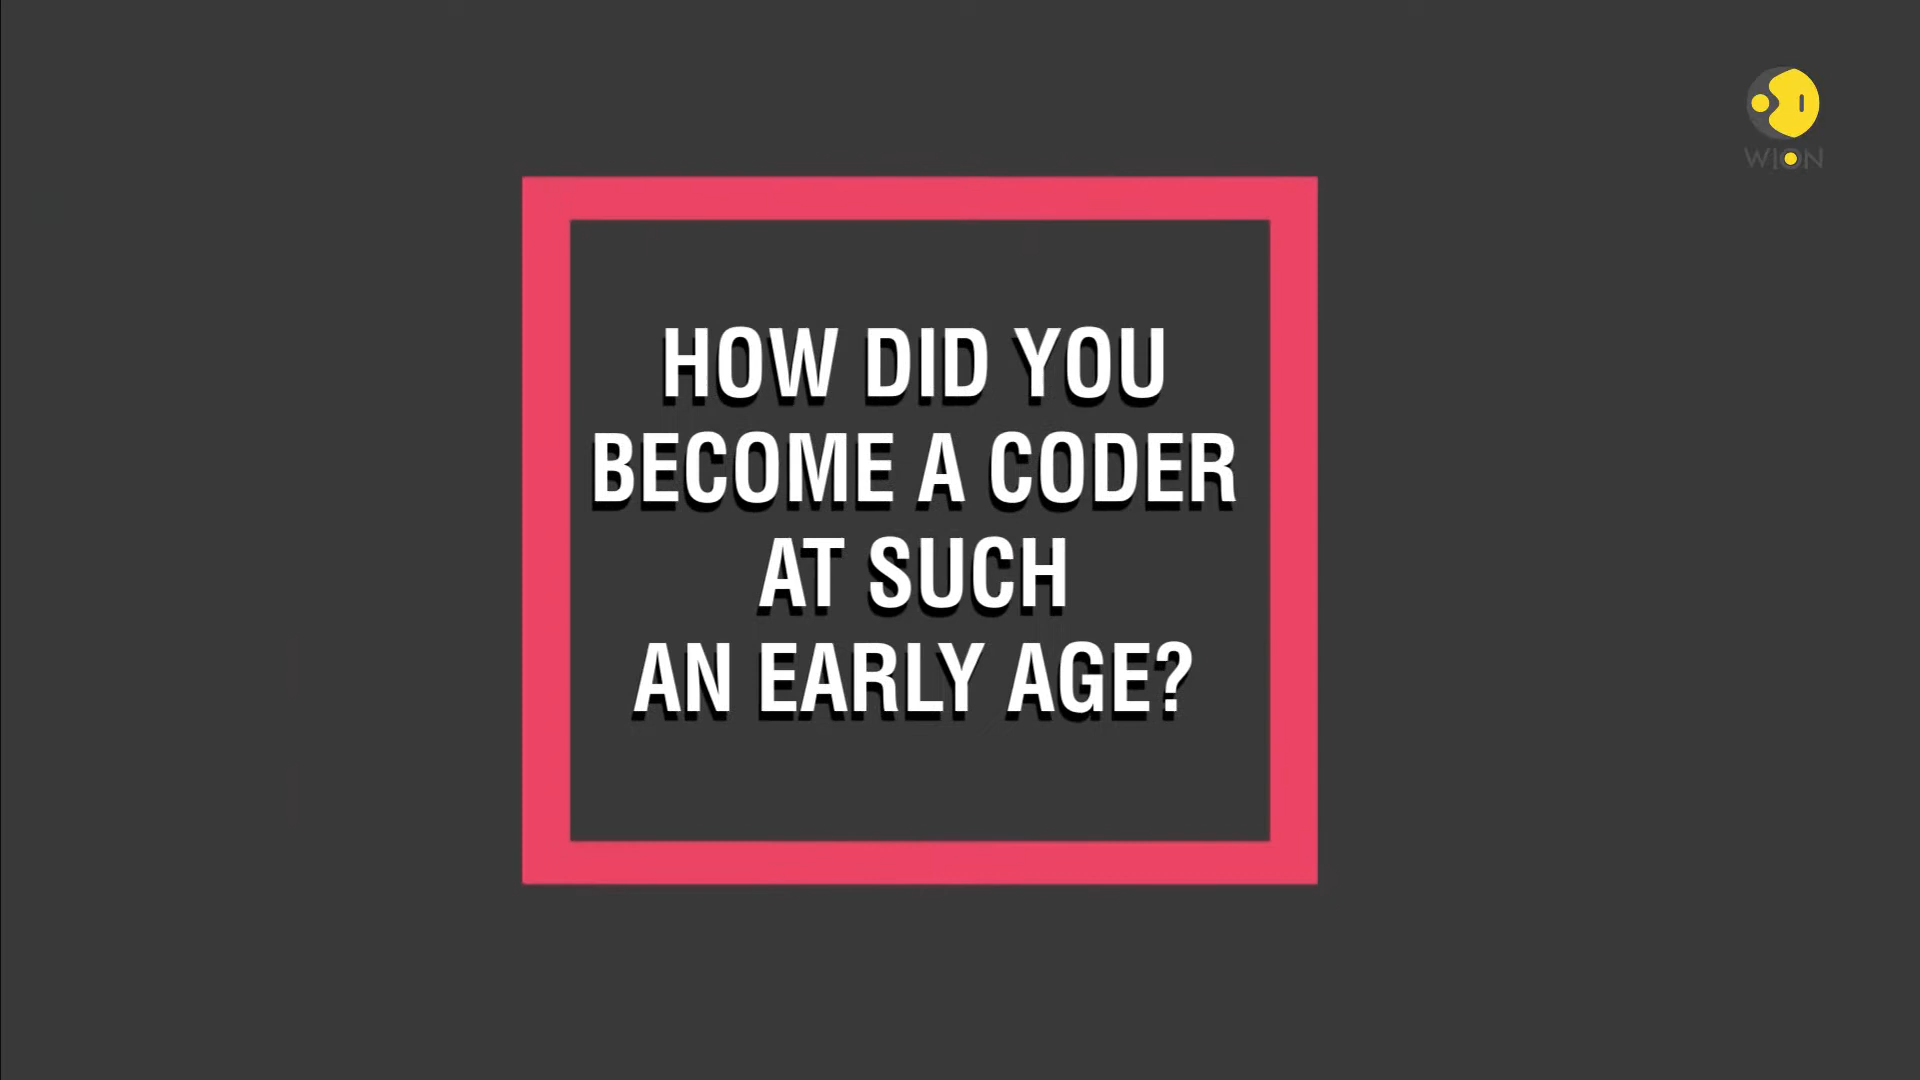 WION
HOW DID YOU
BECOME A CODER
AT SUCH
AN EARLY AGE?